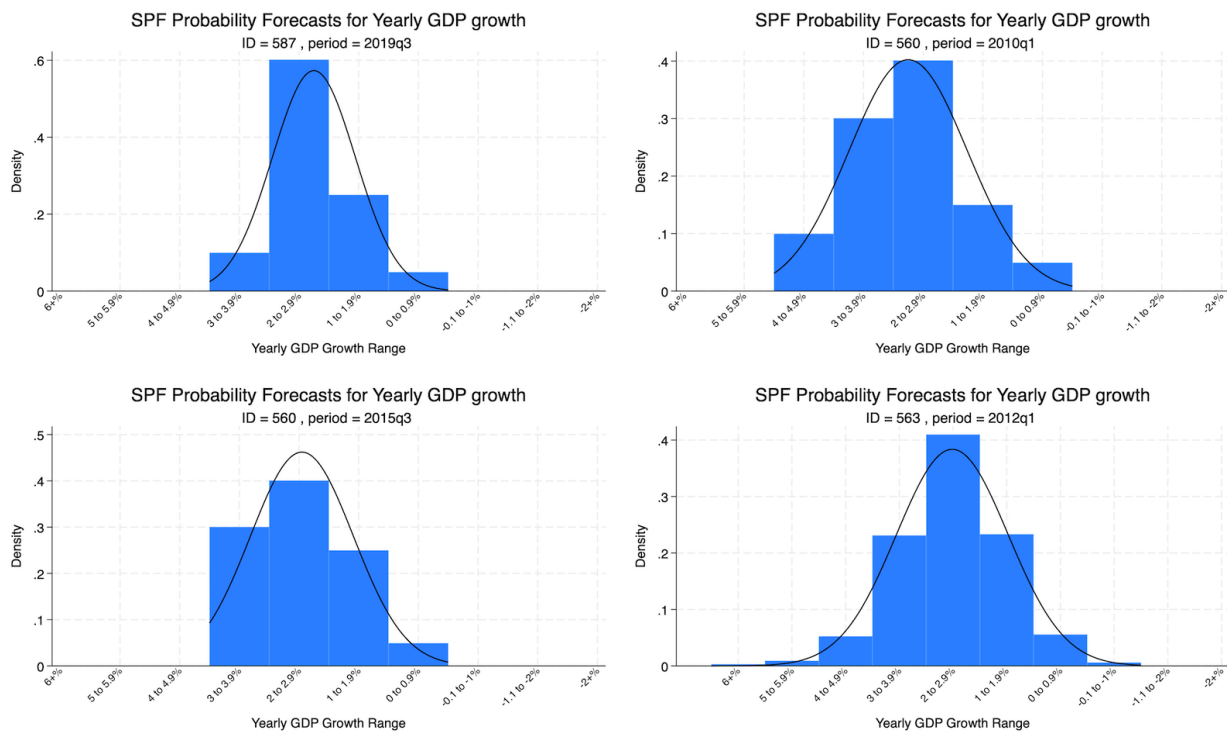 SPF Probability Forecasts for Yearly GDP growth
ID = 587 , period = 2019q3
.6
.4
.2
0
Density
6+%
5 to 5.9%
4 to 4.9%
3 to 3.9%
2 to 2.9%
1 to 1.9%
0 to 0.9%
-0.1 to -1%
-1.1 to -2%
-2+%
Yearly GDP Growth Range
SPF Probability Forecasts for Yearly GDP growth
ID = 560 , period = 2010q1
.4
.3
.2
.1
0
Density
6+%
5 to 5.9%
4 to 4.9%
3 to 3.9%
2 to 2.9%
1 to 1.9%
0 to 0.9%
-0.1 to -1%
-1.1 to -2%
-2+%
Yearly GDP Growth Range
SPF Probability Forecasts for Yearly GDP growth
ID = 560 , period = 2015q3
.5
.4
.3
.2
.1
0
Density
6+%
5 to 5.9%
4 to 4.9%
3 to 3.9%
2 to 2.9%
1 to 1.9%
0 to 0.9%
-0.1 to -1%
-1.1 to -2%
-2+%
Yearly GDP Growth Range
SPF Probability Forecasts for Yearly GDP growth
ID = 563 , period = 2012q1
.4
.3
.2
.1
0
Density
6+%
5 to 5.9%
4 to 4.9%
3 to 3.9%
2 to 2.9%
1 to 1.9%
0 to 0.9%
-0.1 to -1%
-1.1 to -2%
-2+%
Yearly GDP Growth Range